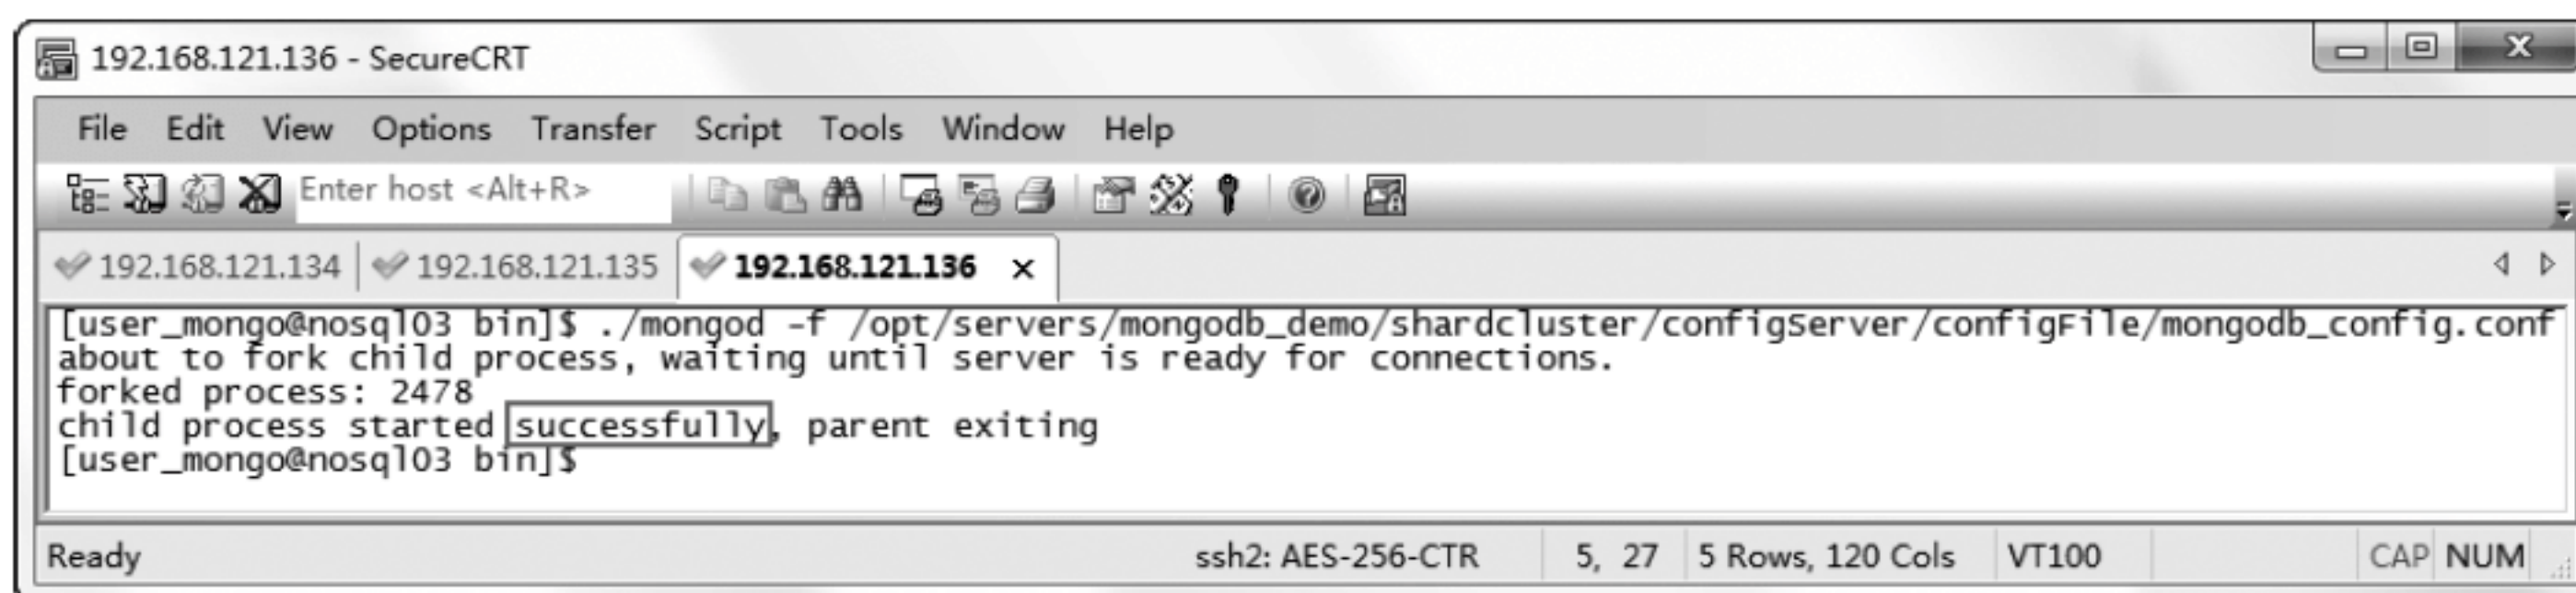 192.168.121.136 - SecureCRT
File Edit View Options Transfer Script Tools Window Help
Enter host <Alt+R>
192.168.121.134 192.168.121.135 192.168.121.136
[user_mongo@nosql03 bin]$ ./mongod -f /opt/servers/mongodb_demo/shardcluster/configServer/configFile/mongodb_config.conf
about to fork child process, waiting until server is ready for connections.
forked process: 2478
child process started successfully, parent exiting
[user_mongo@nosql03 bin]$
Ready ssh2: AES-256-CTR 5, 27 5 Rows, 120 Cols VT100 CAP NUM